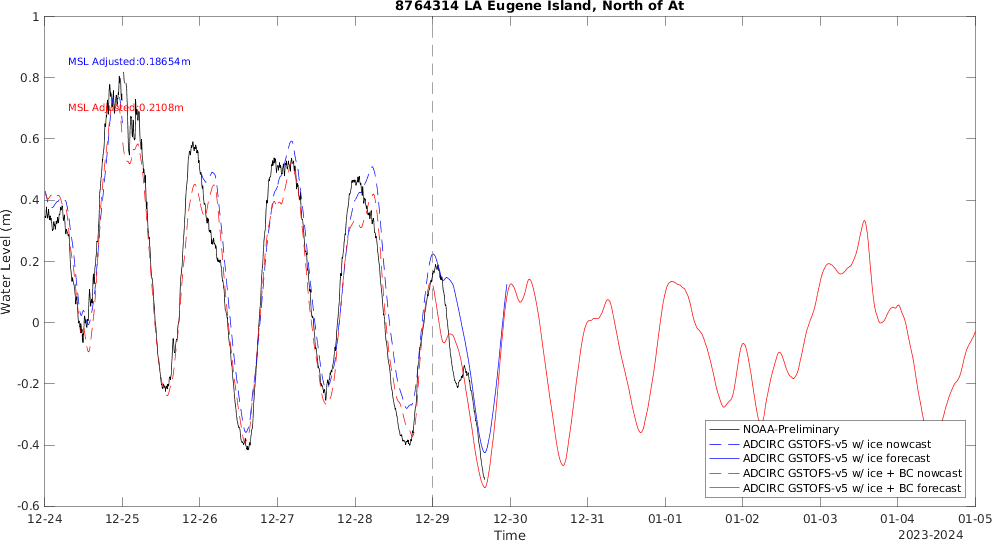 8764314 LA Eugene Island, North of At
MSL Adjusted:0.18654m
MSL Adjusted:0.2108m
Water Level (m)
1
0.8
0.6
0.4
0.2
0
-0.2
-0.4
-0.6
12-24 12-25 12-26 12-27 12-28 12-29 12-30 12-31 01-01 01-02 01-03 01-04 01-05
Time
2023-2024
NOAA-Preliminary
ADCIRC GSTOFS-v5 w/ ice nowcast
ADCIRC GSTOFS-v5 w/ ice forecast
ADCIRC GSTOFS-v5 w/ ice + BC nowcast
ADCIRC GSTOFS-v5 w/ ice + BC forecast